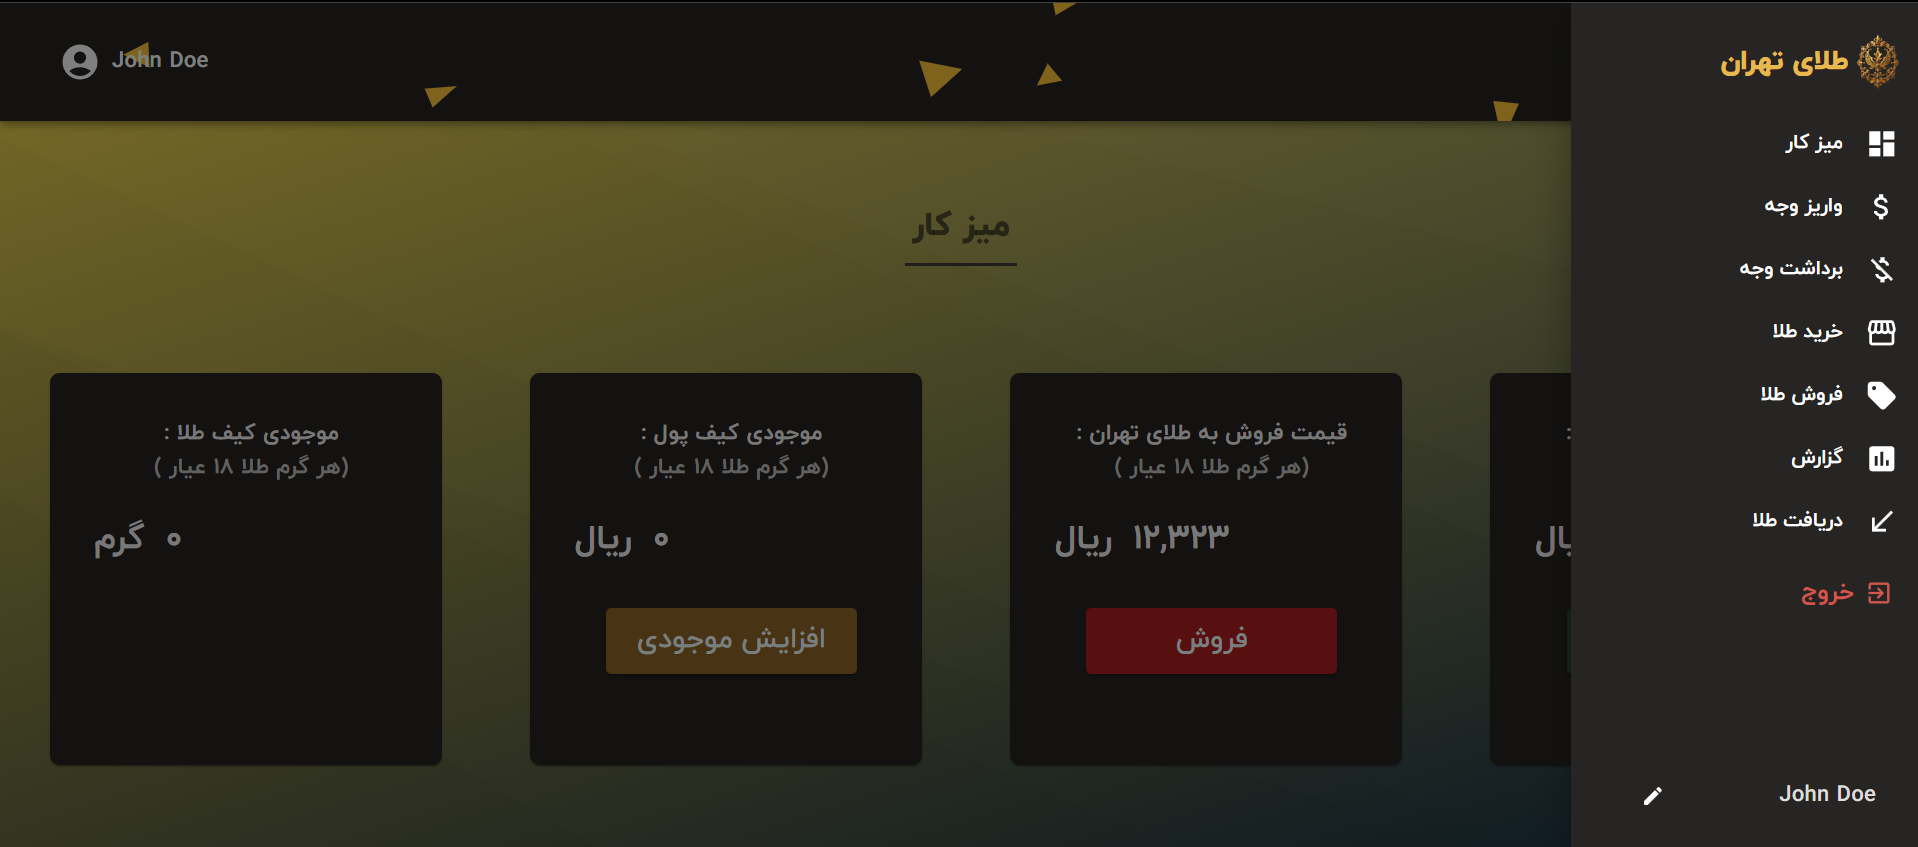 طلای تهران
میز کار
واریز وجه
برداشت وجه
خرید طلا
فروش طلا
گزارش
دریافت طلا
خروج
John Doe
John Doe
میز کار
:
یال
قیمت فروش به طلای تهران :
(هر گرم طلا ۱۸ عیار )
۱۲,۳۲۳ ریال
فروش
موجودی کیف پول :
(هر گرم طلا ۱۸ عیار )
۰ ریال
افزایش موجودی
موجودی کیف طلا :
(هر گرم طلا ۱۸ عیار )
۰ گرم